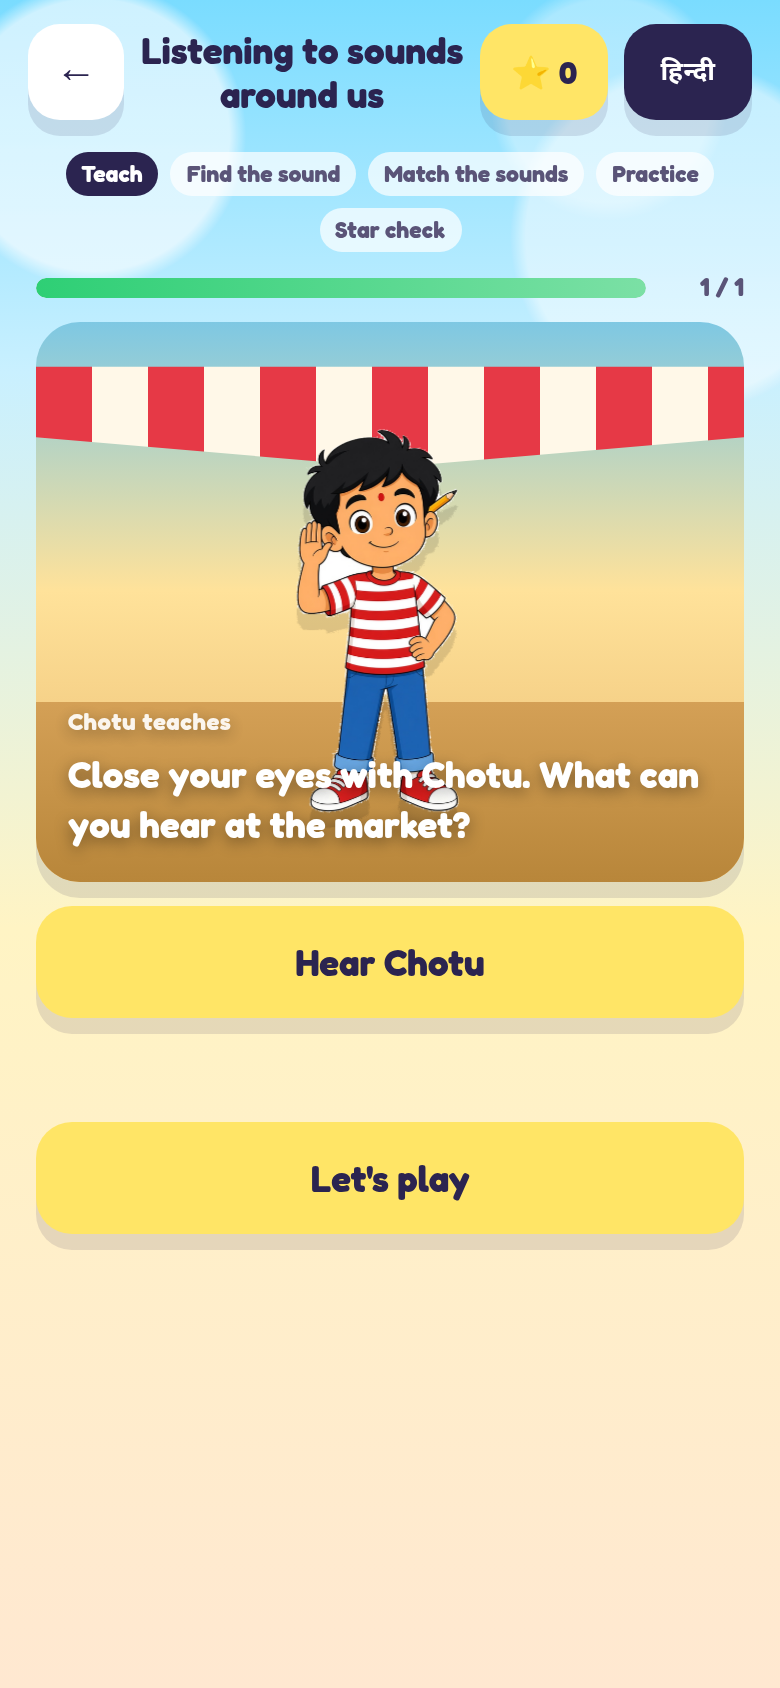 ←
Listening to sounds
around us
⭐ 0
हिन्दी
Teach
Find the sound
Match the sounds
Practice
Star check
1 / 1
Chotu teaches
Close your eyes with Chotu. What can
you hear at the market?
Hear Chotu
Let's play